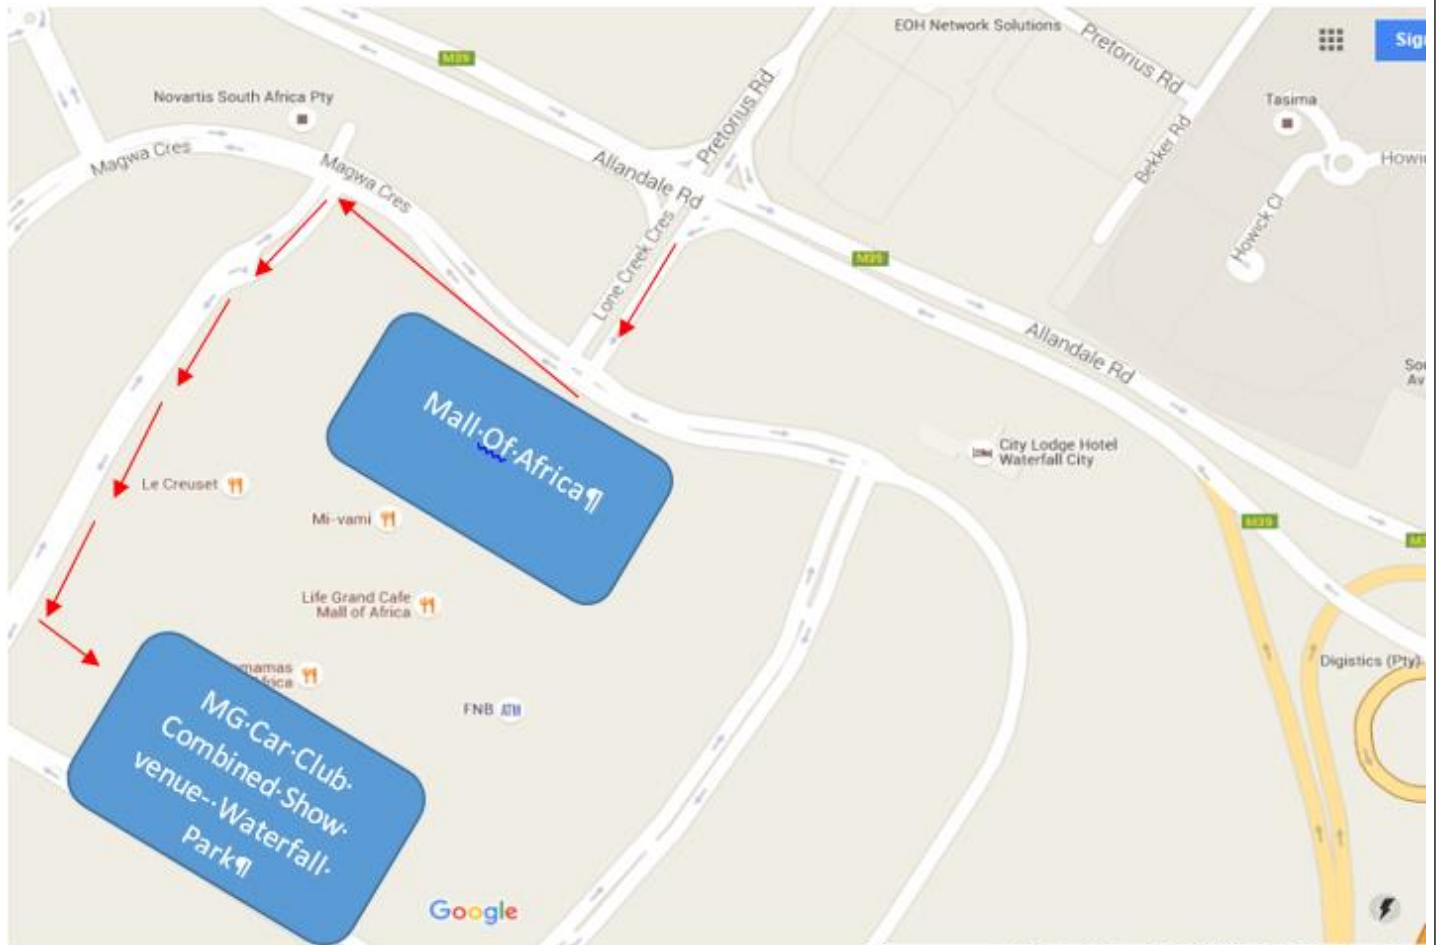 EOH Network Solutions
Pretorius Rd
M39
Pretorius Rd
Novartis South Africa Pty
Tasima
Bekker Rd
Magwa Cres
Magwa Cres
Allandale Rd
Howick Cl
M39
Lone Creek Cres
Allandale Rd
Mall·Of·Africa¶
City Lodge Hotel
Waterfall City
Le Creuset
Mi-vami
M39
Life Grand Cafe
Mall of Africa
Digistics (Pty)
MG·Car·Club·
Combined·Show·
venue-·Waterfall·
Park¶
FNB ATM
Google